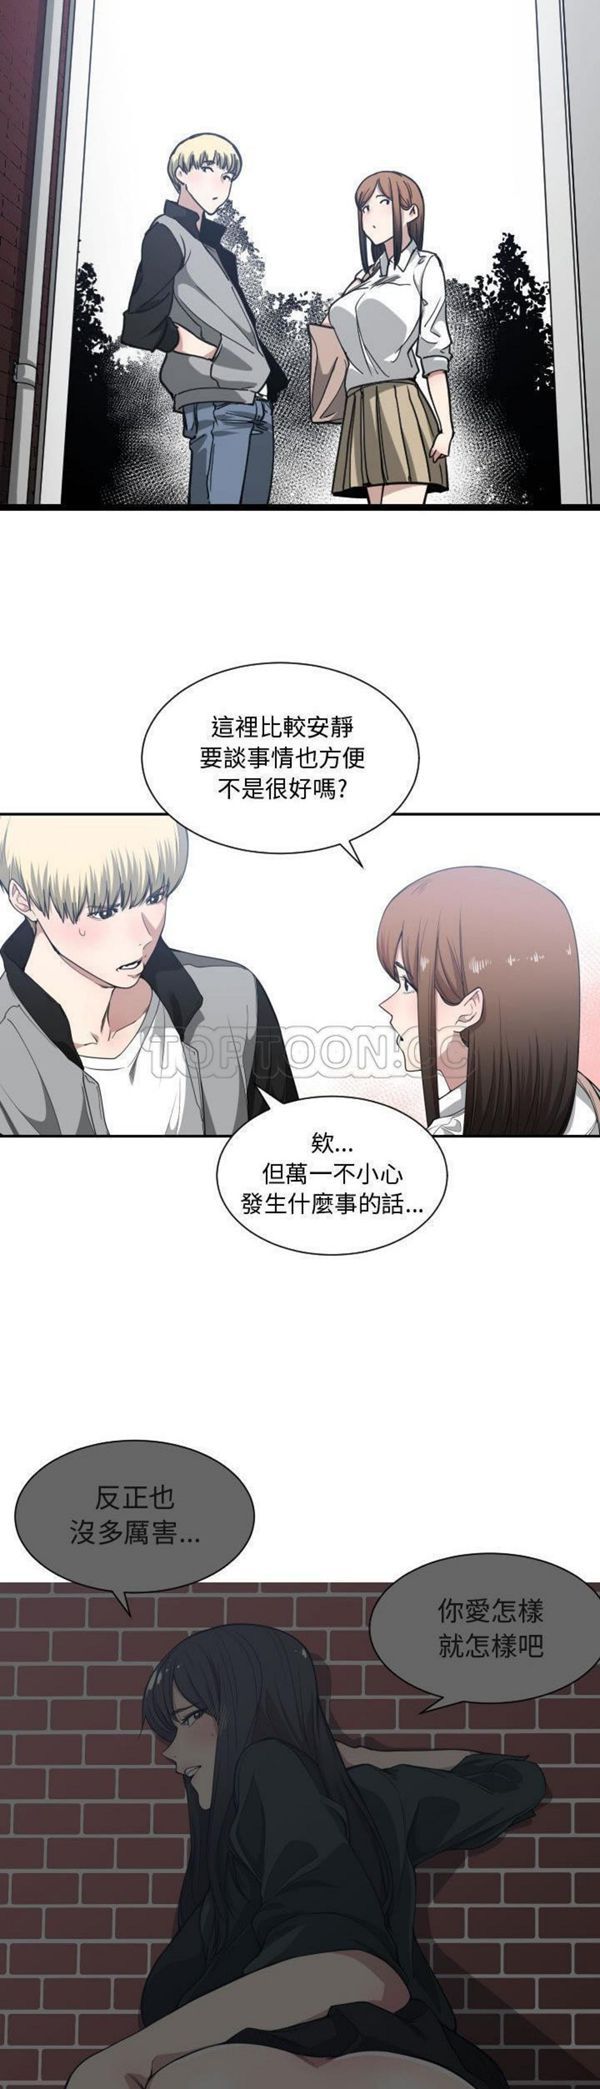 這裡比較安靜
要談事情也方便
不是很好嗎?
TOPTOON.CC
欸...
但萬一不小心
發生什麼事的話...
反正也
沒多厲害...
你愛怎樣
就怎樣吧